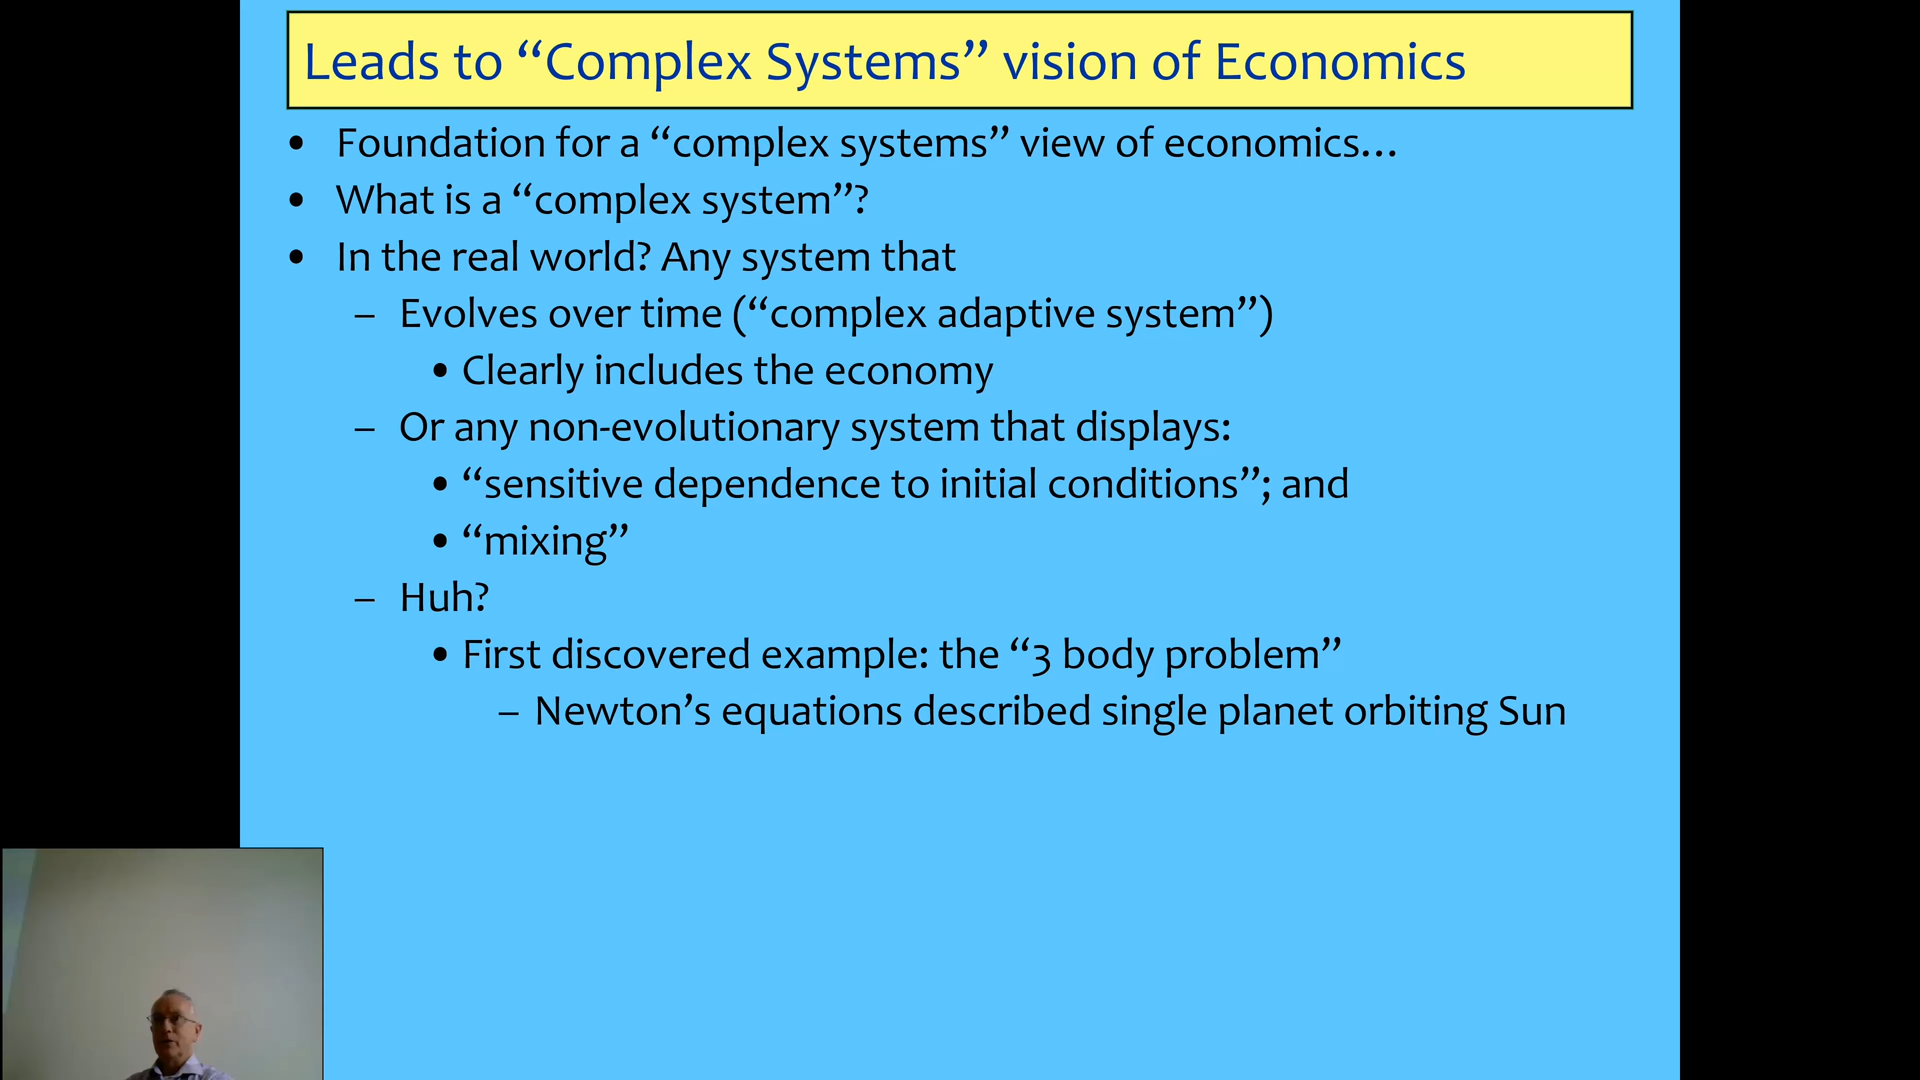 Leads to “Complex Systems” vision of Economics
• Foundation for a “complex systems” view of economics…
• What is a “complex system”?
• In the real world? Any system that
– Evolves over time (“complex adaptive system”)
• Clearly includes the economy
– Or any non-evolutionary system that displays:
• “sensitive dependence to initial conditions”; and
• “mixing”
– Huh?
• First discovered example: the “3 body problem”
– Newton’s equations described single planet orbiting Sun